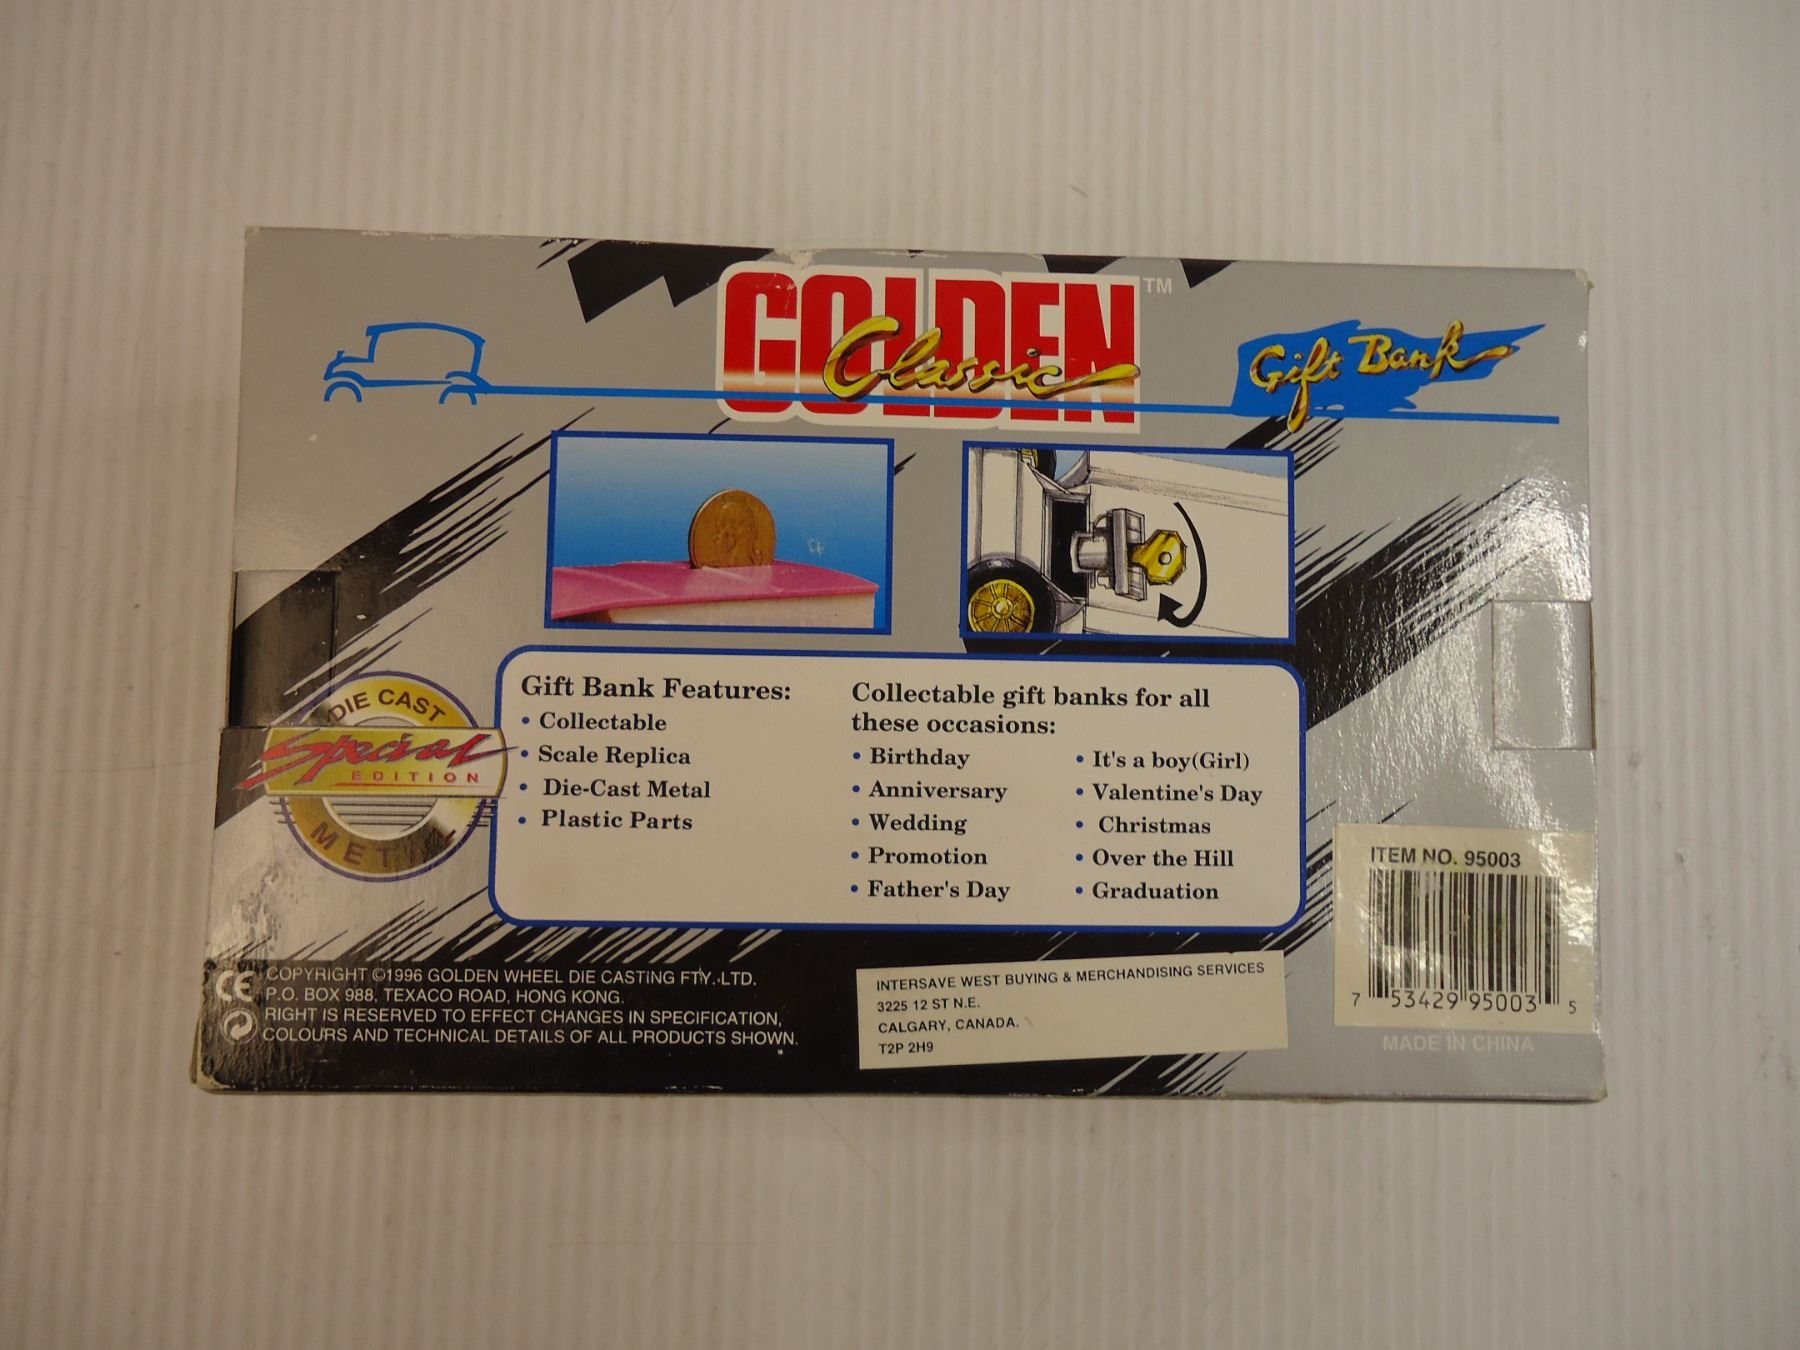 GOLDEN™
Classic
Gift Bank
DIE CAST
Special
EDITION
METAL
Gift Bank Features:
• Collectable
• Scale Replica
• Die-Cast Metal
• Plastic Parts
Collectable gift banks for all
these occasions:
• Birthday
• Anniversary
• Wedding
• Promotion
• Father's Day
• It's a boy(Girl)
• Valentine's Day
• Christmas
• Over the Hill
• Graduation
CE
COPYRIGHT ©1996 GOLDEN WHEEL DIE CASTING FTY. LTD.
P.O. BOX 988, TEXACO ROAD, HONG KONG.
RIGHT IS RESERVED TO EFFECT CHANGES IN SPECIFICATION,
COLOURS AND TECHNICAL DETAILS OF ALL PRODUCTS SHOWN.
INTERSAVE WEST BUYING & MERCHANDISING SERVICES
3225 12 ST N.E.
CALGARY, CANADA.
T2P 2H9
ITEM NO. 95003
7 53429 95003 5
MADE IN CHINA